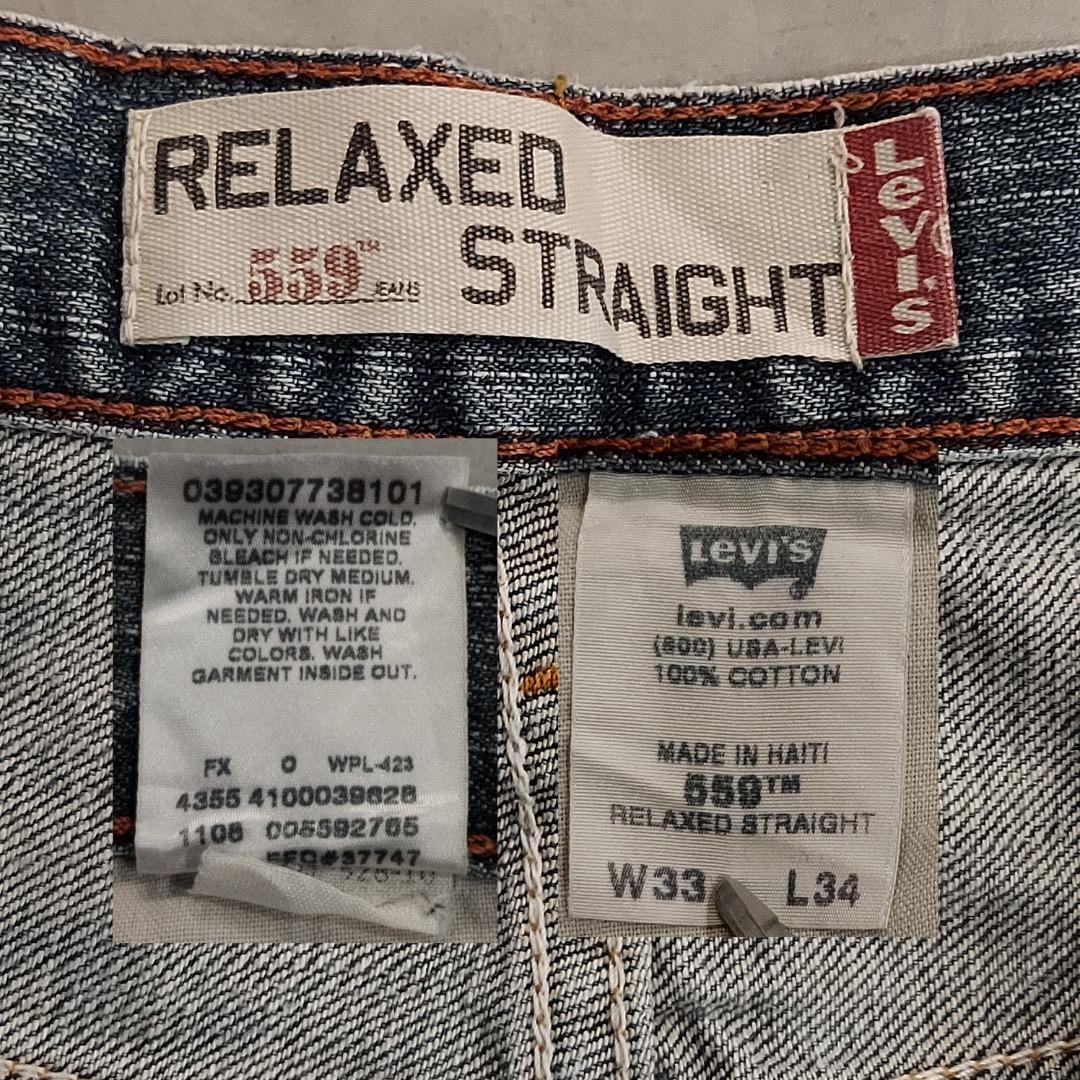 RELAXED
STRAIGHT
Lot No. 559™ JEANS
Levi's
039307738101
MACHINE WASH COLD.
ONLY NON-CHLORINE
BLEACH IF NEEDED.
TUMBLE DRY MEDIUM.
WARM IRON IF
NEEDED. WASH AND
DRY WITH LIKE
COLORS. WASH
GARMENT INSIDE OUT.
FX O WPL-423
4355 4100039628
1108 005592765
Levi's
levi.com
(800) USA-LEVI
100% COTTON
MADE IN HAITI
559™
RELAXED STRAIGHT
W33 L34